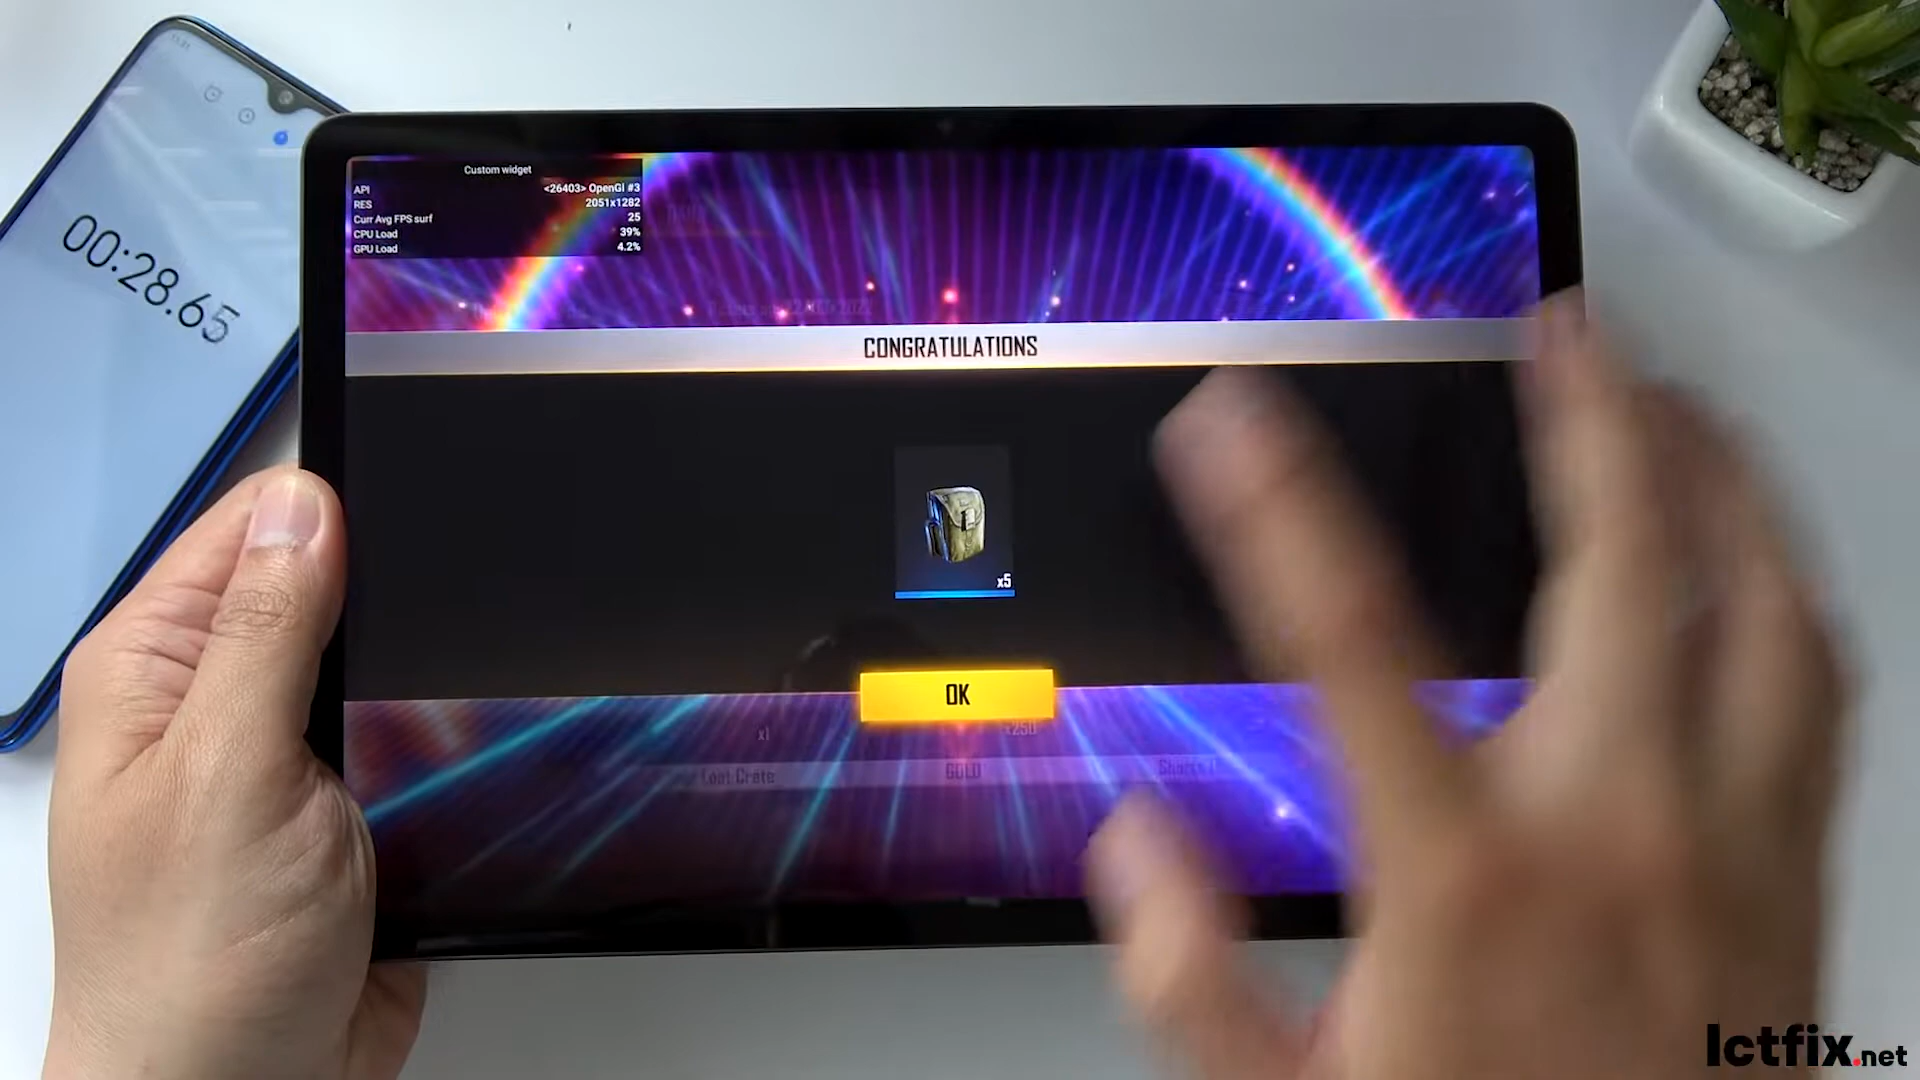 00:28.65
Custom widget
API <26403> OpenGl #3
RES 2051x1282
Curr Avg FPS surf 25
CPU Load 39%
GPU Load 4.2%
CONGRATULATIONS
x5
OK
x1 x250
Loot Crate GOLD
Ictfix.net